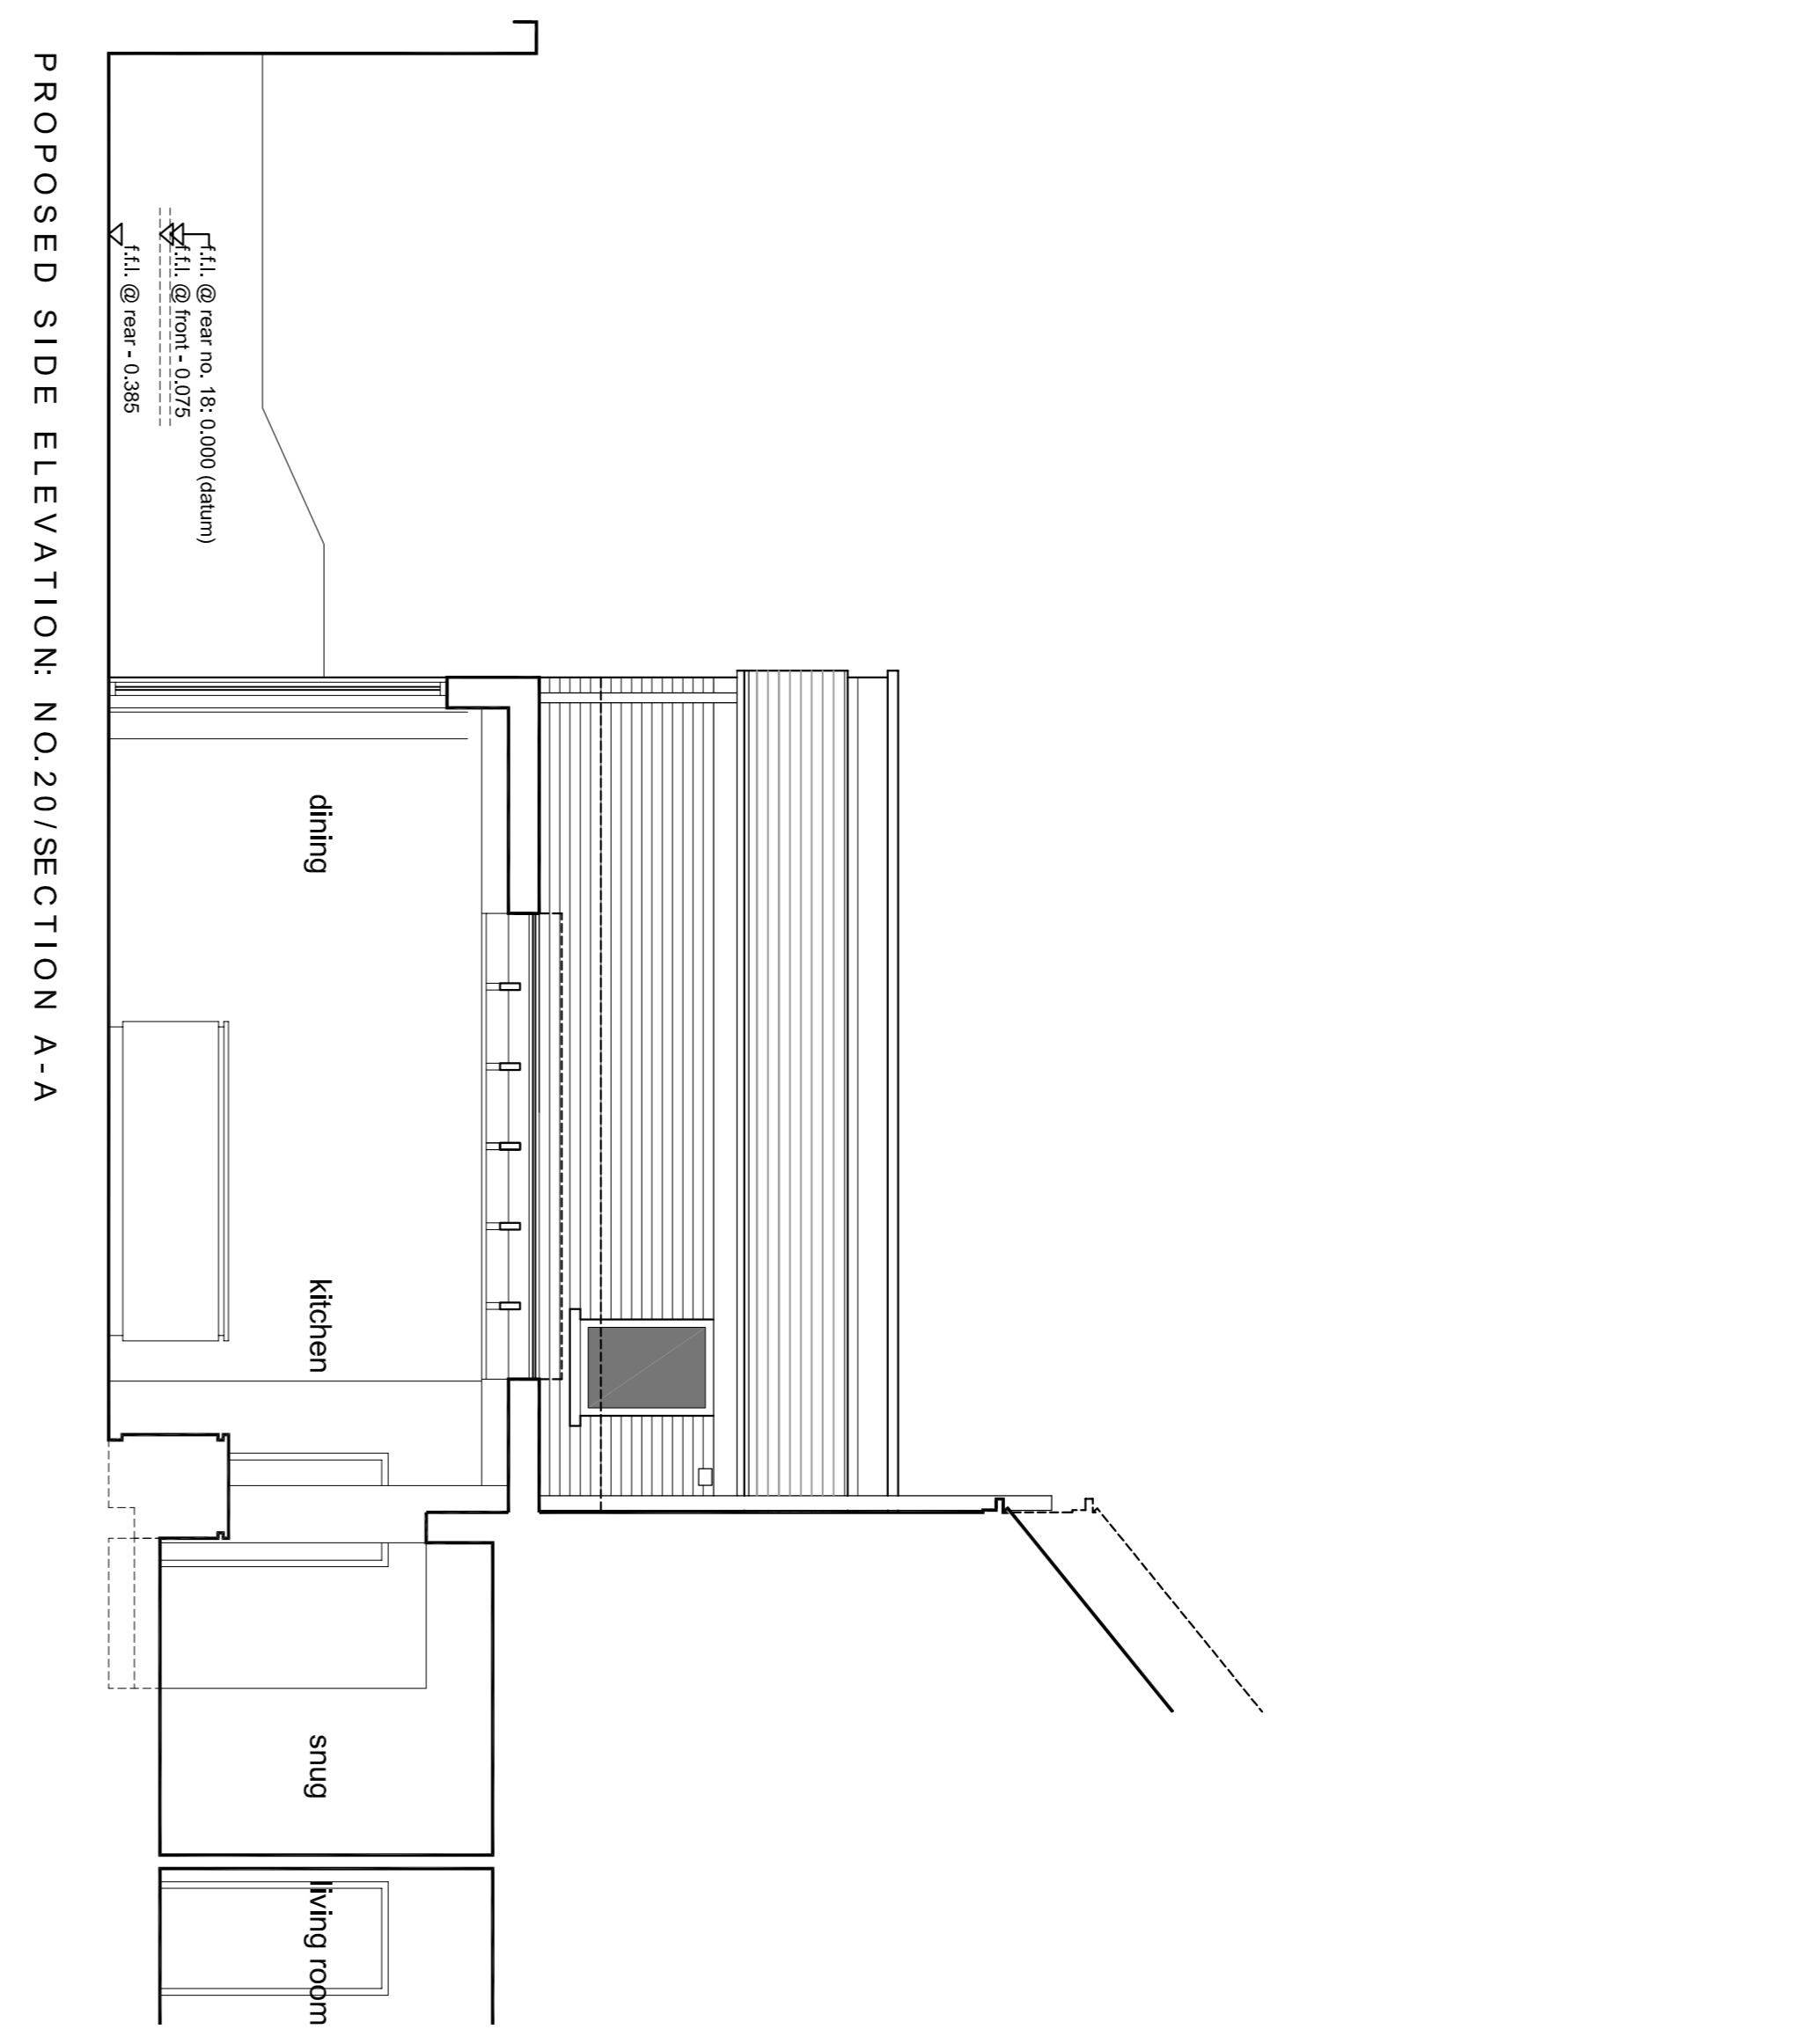 f.f.l. @ rear no. 18: 0.000 (datum)
f.f.l. @ front - 0.075
f.f.l. @ rear - 0.385
dining
kitchen
snug
living room
PROPOSED SIDE ELEVATION: NO.20/SECTION A-A